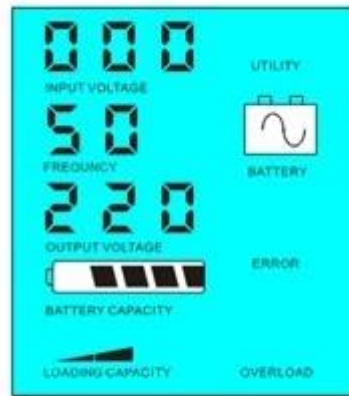 000
UTILITY
INPUT VOLTAGE
50
FREQUNCY
BATTERY
220
OUTPUT VOLTAGE
ERROR
BATTERY CAPACITY
LOADING CAPACITY
OVERLOAD